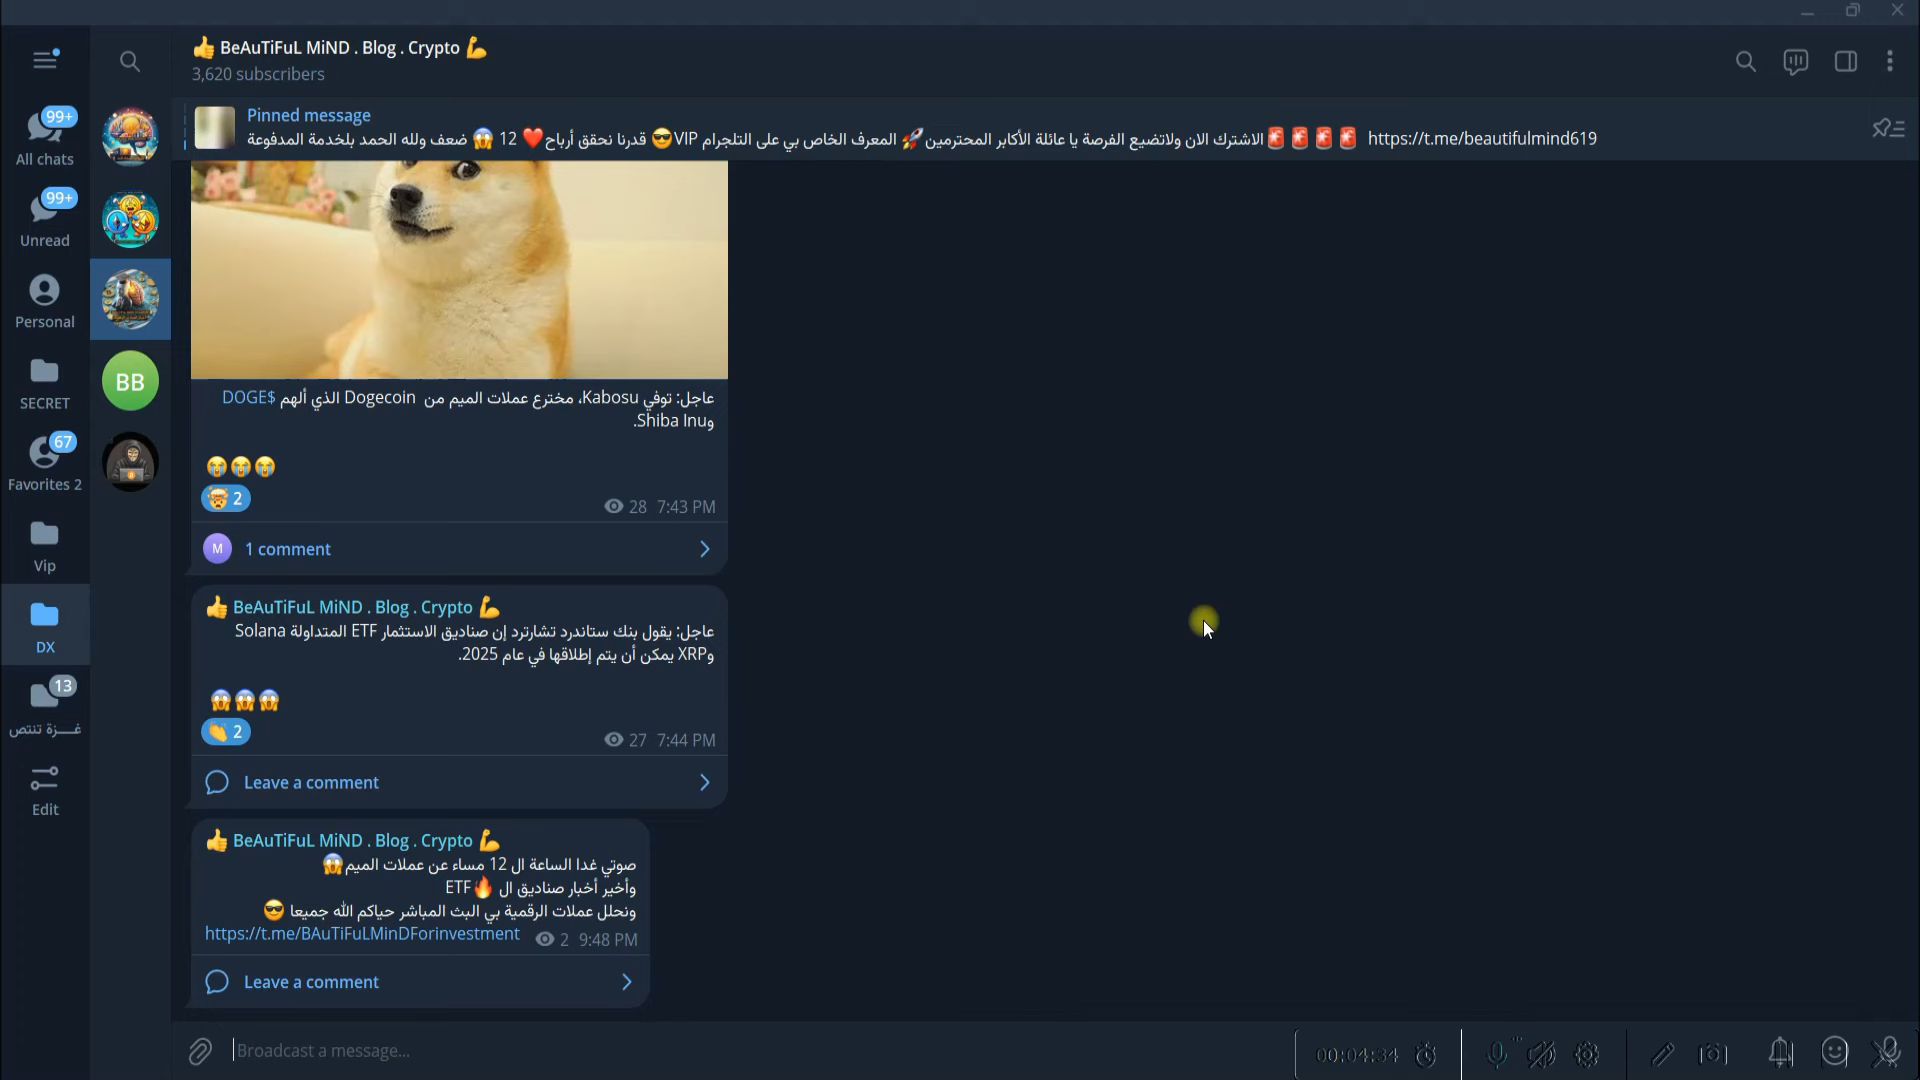 👍 BeAuTiFuL MiND . Blog . Crypto 💪
3,620 subscribers
Pinned message
https://t.me/beautifulmind619 🚨🚨🚨🚨الاشترك الان ولاتضيع الفرصة يا عائلة الأكابر المحترمين🚀 المعرف الخاص بي على التلجرام VIP😎 قدرنا نحقق أرباح❤️ 12 😱 ضعف ولله الحمد بلخدمة المدفوعة
99+
All chats
99+
Unread
Personal
SECRET
67
Favorites 2
Vip
DX
13
غـــزة تنتص
Edit
BB
عاجل: توفي Kabosu، مخترع عملات الميم من Dogecoin الذي ألهم $DOGE
وShiba Inu.
😭😭😭
🤯 2
28 7:43 PM
M 1 comment
👍 BeAuTiFuL MiND . Blog . Crypto 💪
عاجل: يقول بنك ستاندرد تشارترد إن صناديق الاستثمار ETF المتداولة Solana
وXRP يمكن أن يتم إطلاقها في عام 2025.
😱😱😱
👏 2
27 7:44 PM
Leave a comment
👍 BeAuTiFuL MiND . Blog . Crypto 💪
صوتي غدا الساعة ال 12 مساء عن عملات الميم😱
وأخير أخبار صناديق ال 🔥ETF
ونحلل عملات الرقمية بي البث المباشر حياكم الله جميعا 😎
https://t.me/BAuTiFuLMinDForinvestment
2 9:48 PM
Leave a comment
Broadcast a message...
00:04:34